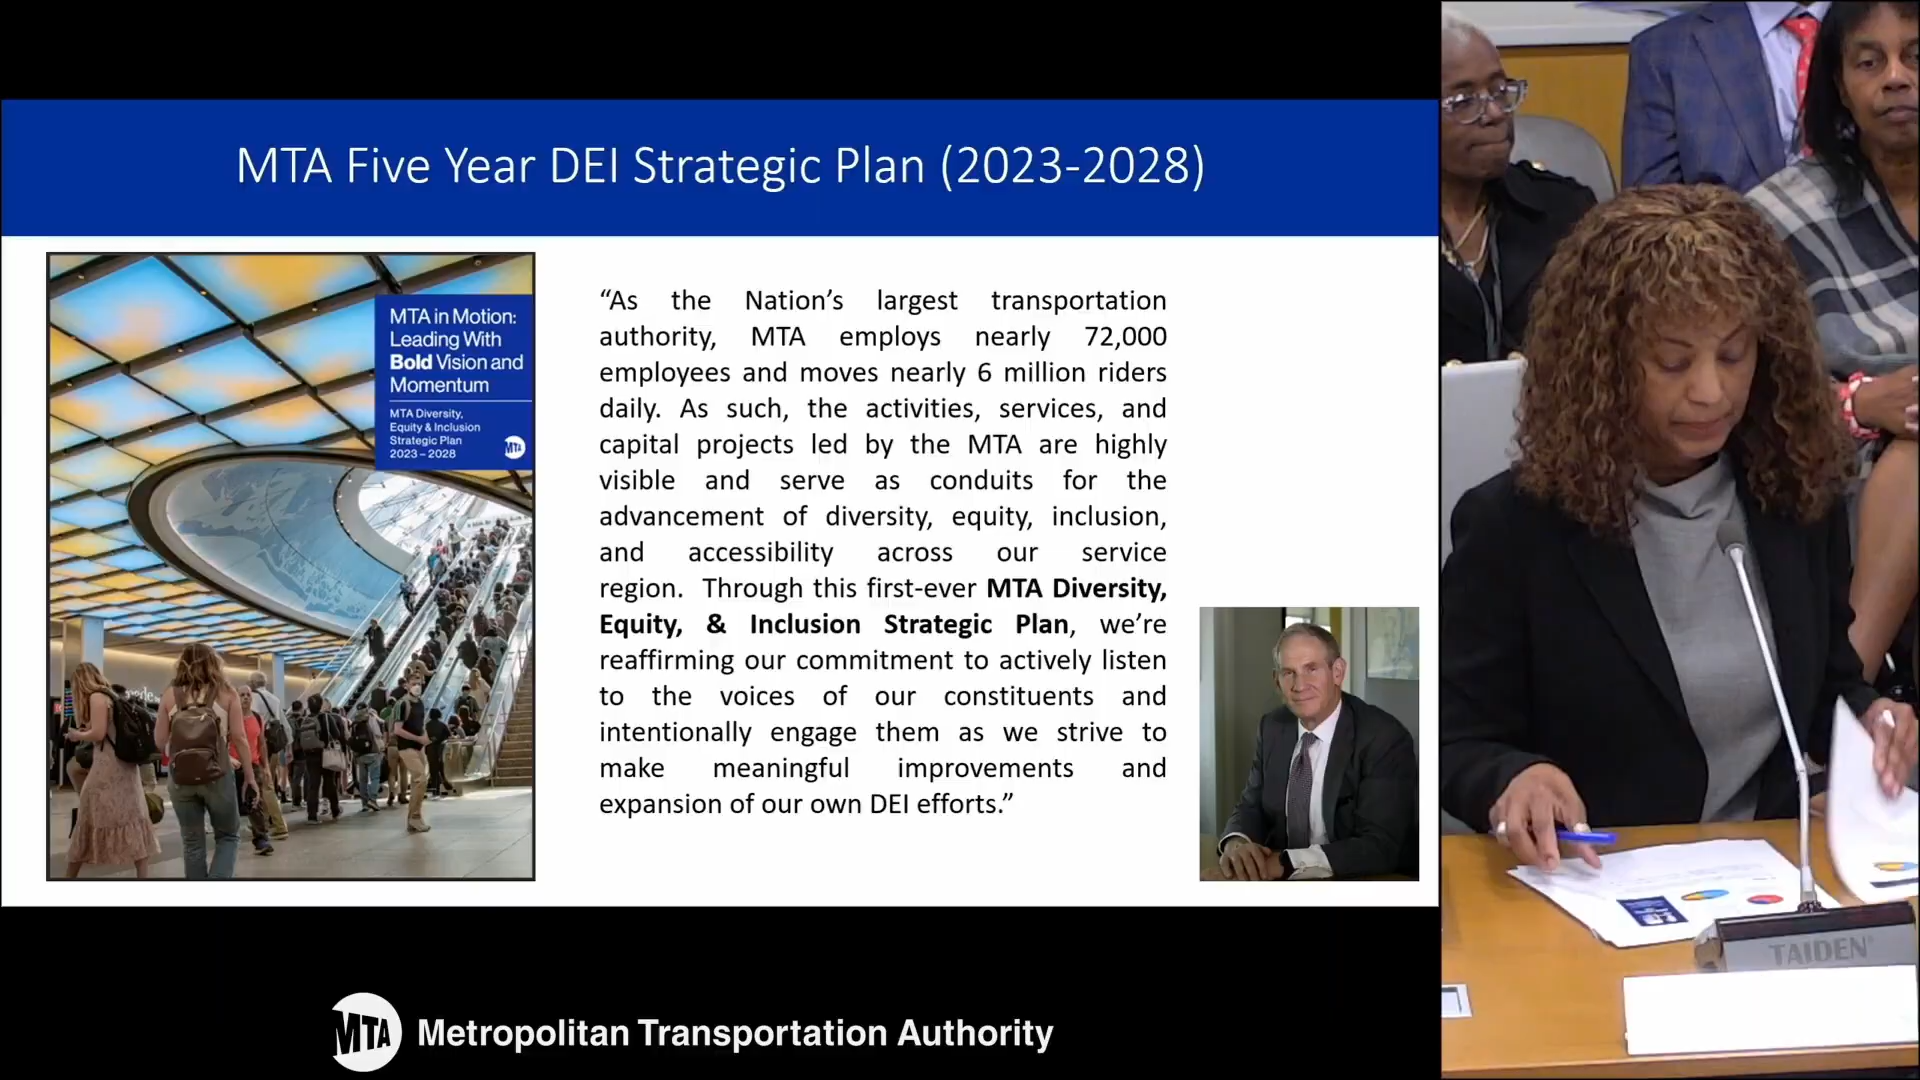 MTA Five Year DEI Strategic Plan (2023-2028)
MTA in Motion:
Leading With
Bold Vision and
Momentum
MTA Diversity,
Equity & Inclusion
Strategic Plan
2023 – 2028
MTA
“As the Nation’s largest transportation
authority, MTA employs nearly 72,000
employees and moves nearly 6 million riders
daily. As such, the activities, services, and
capital projects led by the MTA are highly
visible and serve as conduits for the
advancement of diversity, equity, inclusion,
and accessibility across our service
region. Through this first-ever MTA Diversity,
Equity, & Inclusion Strategic Plan, we’re
reaffirming our commitment to actively listen
to the voices of our constituents and
intentionally engage them as we strive to
make meaningful improvements and
expansion of our own DEI efforts.”
TAIDEN
MTA Metropolitan Transportation Authority